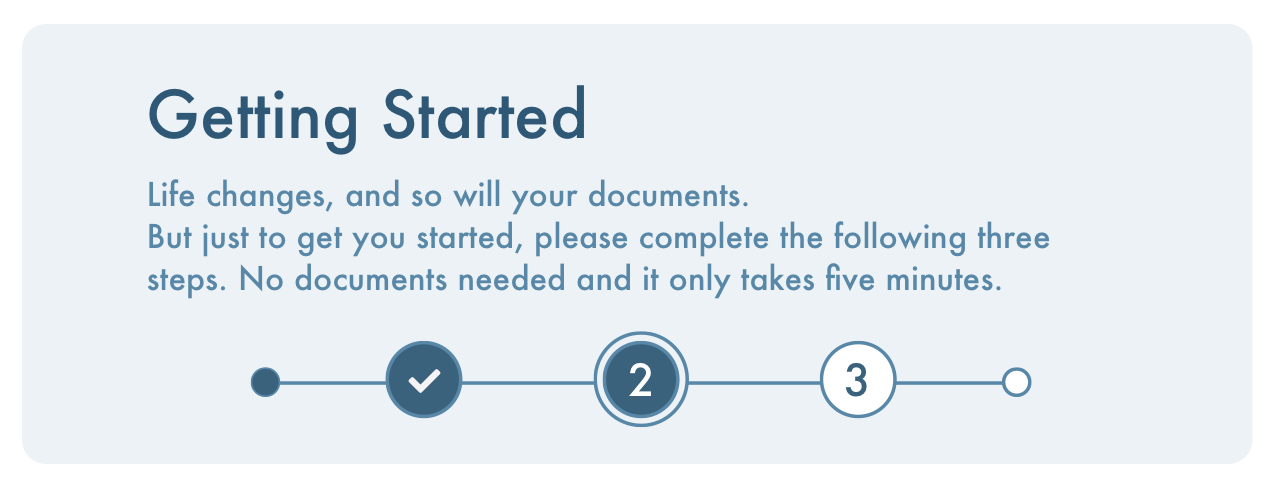 Getting Started
Life changes, and so will your documents.
But just to get you started, please complete the following three
steps. No documents needed and it only takes five minutes.
2 3